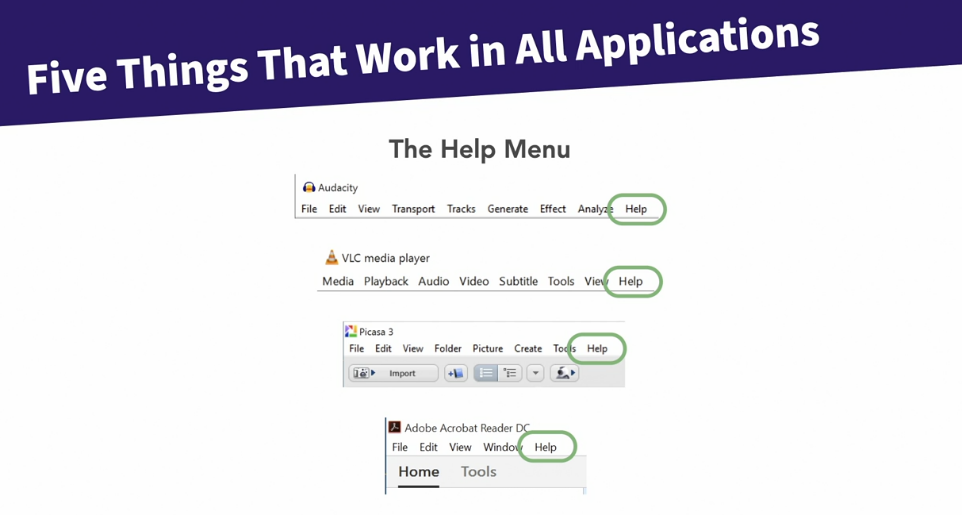 Five Things That Work in All Applications
The Help Menu
Audacity
File Edit View Transport Tracks Generate Effect Analyze Help
VLC media player
Media Playback Audio Video Subtitle Tools View Help
Picasa 3
File Edit View Folder Picture Create Tools Help
Import
Adobe Acrobat Reader DC
File Edit View Window Help
Home Tools